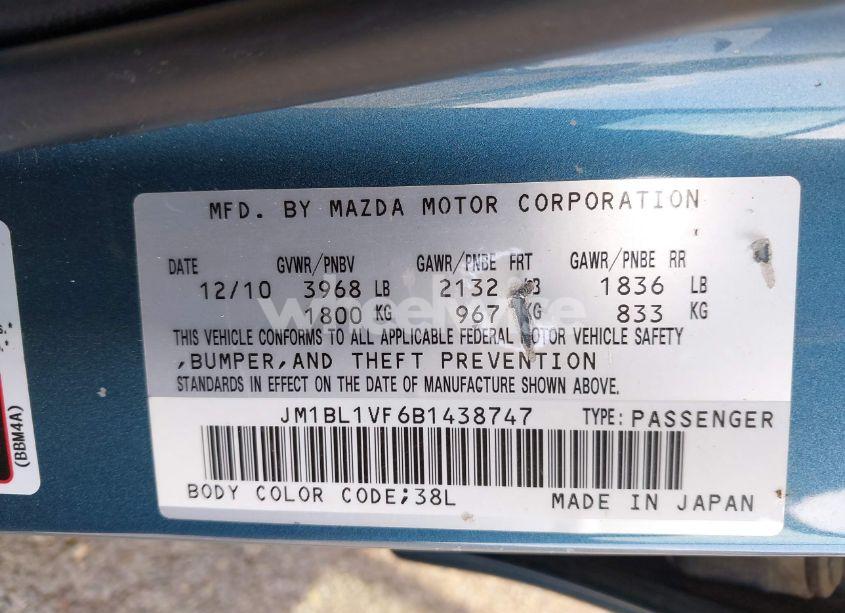 MFD. BY MAZDA MOTOR CORPORATION
DATE GVWR/PNBV GAWR/PNBE FRT GAWR/PNBE RR
12/10 3968 LB 2132 LB 1836 LB
1800 KG 967 KG 833 KG
THIS VEHICLE CONFORMS TO ALL APPLICABLE FEDERAL MOTOR VEHICLE SAFETY
,BUMPER,AND THEFT PREVENTION
STANDARDS IN EFFECT ON THE DATE OF MANUFACTURE SHOWN ABOVE.
JM1BL1VF6B1438747 TYPE: PASSENGER
BODY COLOR CODE;38L MADE IN JAPAN
(BBM4A)